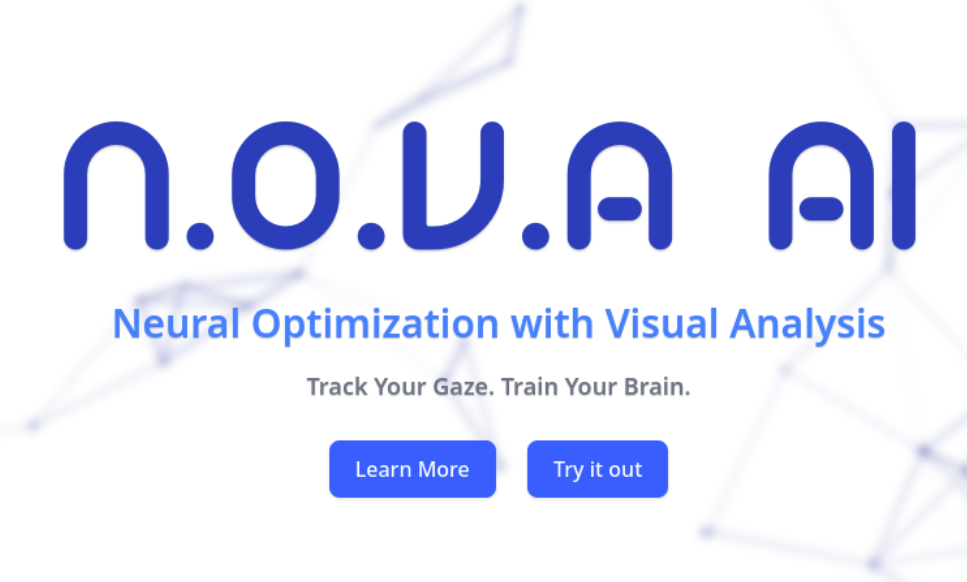 N.O.V.A AI
Neural Optimization with Visual Analysis
Track Your Gaze. Train Your Brain.
Learn More
Try it out